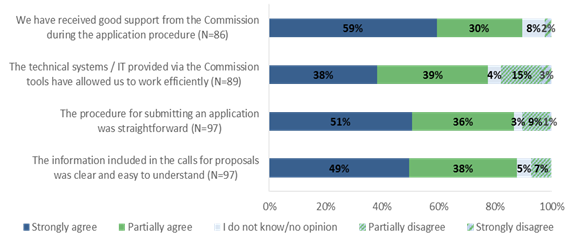 We have received good support from the Commission
during the application procedure (N=86)
59% 30% 8% 2%
The technical systems / IT provided via the Commission
tools have allowed us to work efficiently (N=89)
38% 39% 4% 15% 3%
The procedure for submitting an application
was straightforward (N=97)
51% 36% 3% 9% 1%
The information included in the calls for proposals
was clear and easy to understand (N=97)
49% 38% 5% 7%
0% 20% 40% 60% 80% 100%
Strongly agree Partially agree I do not know/no opinion Partially disagree Strongly disagree